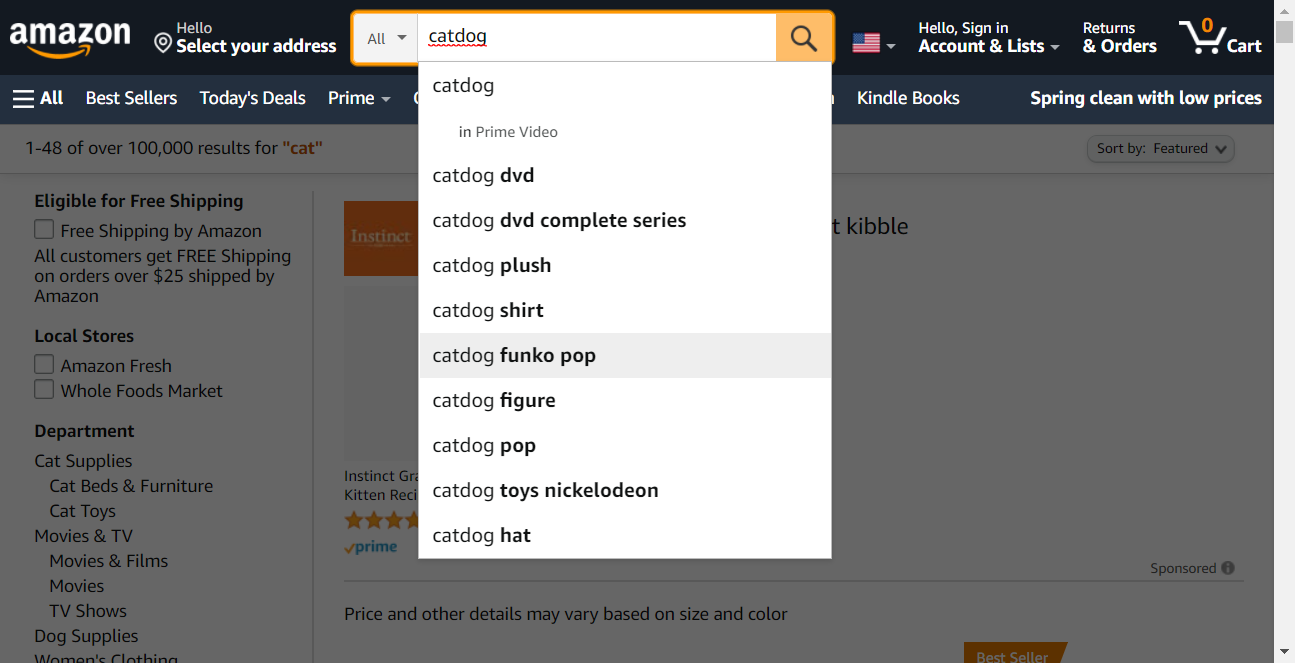 amazon
Hello
Select your address
All
catdog
Hello, Sign in
Account & Lists
Returns
& Orders
0
Cart
All
Best Sellers
Today's Deals
Prime
Kindle Books
Spring clean with low prices
1-48 of over 100,000 results for "cat"
Sort by: Featured
catdog
in Prime Video
catdog dvd
catdog dvd complete series
catdog plush
catdog shirt
catdog funko pop
catdog figure
catdog pop
catdog toys nickelodeon
catdog hat
Eligible for Free Shipping
Free Shipping by Amazon
All customers get FREE Shipping
on orders over $25 shipped by
Amazon
Local Stores
Amazon Fresh
Whole Foods Market
Department
Cat Supplies
Cat Beds & Furniture
Cat Toys
Movies & TV
Movies & Films
Movies
TV Shows
Dog Supplies
Women's Clothing
Instinct
t kibble
Instinct Gra
Kitten Reci
prime
Sponsored
Price and other details may vary based on size and color
Best Seller